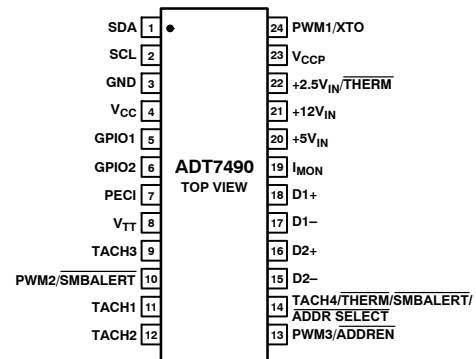 SDA 1
SCL 2
GND 3
VCC 4
GPIO1 5
GPIO2 6
PECI 7
VTT 8
TACH3 9
PWM2/SMBALERT 10
TACH1 11
TACH2 12
ADT7490
TOP VIEW
24 PWM1/XTO
23 VCCP
22 +2.5VIN/THERM
21 +12VIN
20 +5VIN
19 IMON
18 D1+
17 D1–
16 D2+
15 D2–
14 TACH4/THERM/SMBALERT/
ADDR SELECT
13 PWM3/ADDREN